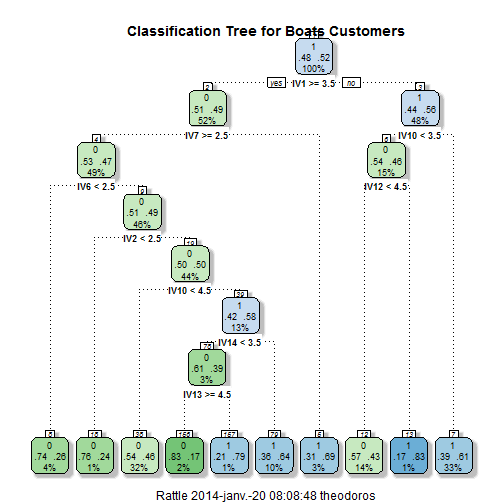 Classification Tree for Boats Customers
1
.48 .52
100%
yes IV1 >= 3.5 no
2 3
0 1
.51 .49 .44 .56
52% 48%
IV7 >= 2.5 IV10 < 3.5
4 6
0 0
.53 .47 .54 .46
49% 15%
IV6 < 2.5 IV12 < 4.5
9
0
.51 .49
46%
IV2 < 2.5
19
0
.50 .50
44%
IV10 < 4.5
39
1
.42 .58
13%
IV14 < 3.5
78
0
.61 .39
3%
IV13 >= 4.5
8 18 38 156 157 79 5 12 13 7
0 0 0 0 1 1 1 0 1 1
.74 .26 .76 .24 .54 .46 .83 .17 .21 .79 .36 .64 .31 .69 .57 .43 .17 .83 .39 .61
4% 1% 32% 2% 1% 10% 3% 14% 1% 33%
Rattle 2014-janv.-20 08:08:48 theodoros